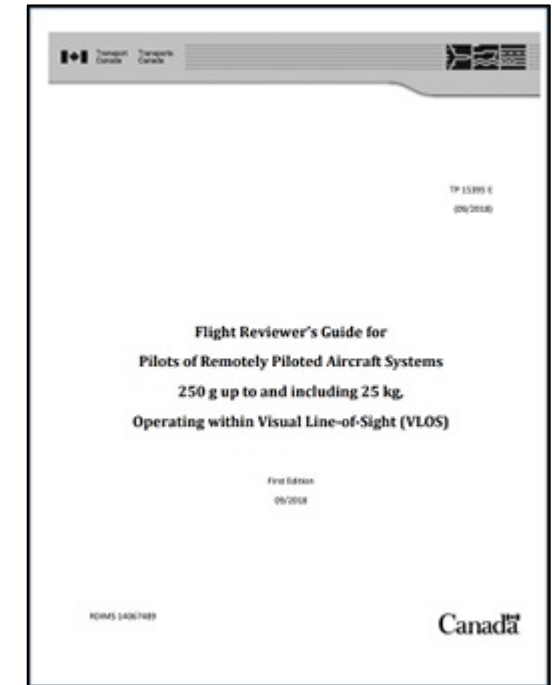 Transport Transports
Canada Canada
TP 15395 E
(09/2018)
Flight Reviewer's Guide for
Pilots of Remotely Piloted Aircraft Systems
250 g up to and including 25 kg,
Operating within Visual Line-of-Sight (VLOS)
First Edition
09/2018
RDIMS 14067489
Canada